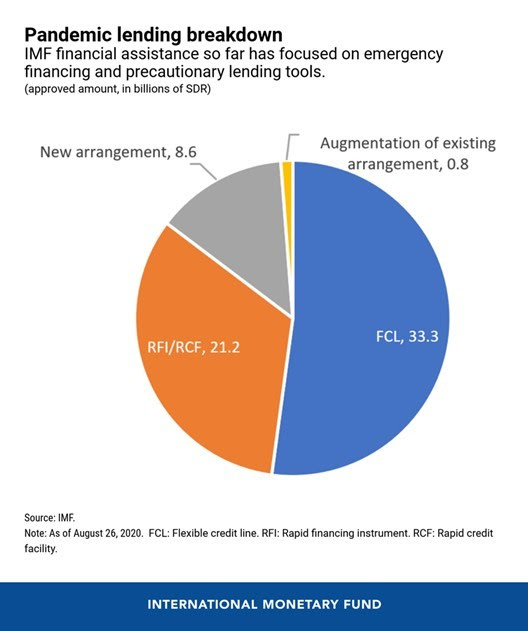 Pandemic lending breakdown
IMF financial assistance so far has focused on emergency
financing and precautionary lending tools.
(approved amount, in billions of SDR)
New arrangement, 8.6
Augmentation of existing
arrangement, 0.8
RFI/RCF, 21.2
FCL, 33.3
Source: IMF.
Note: As of August 26, 2020. FCL: Flexible credit line. RFI: Rapid financing instrument. RCF: Rapid credit
facility.
INTERNATIONAL MONETARY FUND